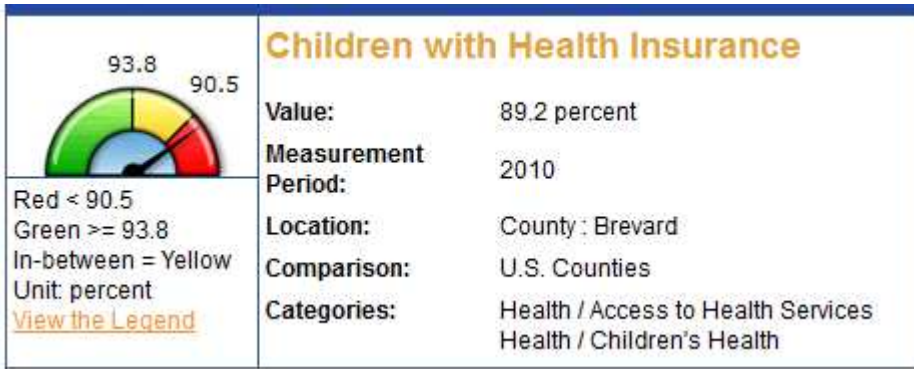 93.8
90.5
Red < 90.5
Green >= 93.8
In-between = Yellow
Unit: percent
View the Legend
Children with Health Insurance
Value: 89.2 percent
Measurement
Period: 2010
Location: County : Brevard
Comparison: U.S. Counties
Categories: Health / Access to Health Services
Health / Children's Health